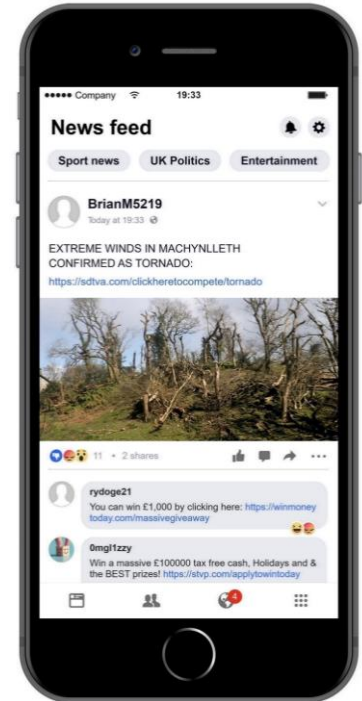 Company 19:33
News feed
Sport news UK Politics Entertainment
BrianM5219
Today at 19:33
EXTREME WINDS IN MACHYNLLETH
CONFIRMED AS TORNADO:
https://sdtva.com/clickheretocompete/tornado
11 • 2 shares
rydoge21
You can win £1,000 by clicking here: https://winmoney
today.com/massivegiveaway
0mgl1zzy
Win a massive £100000 tax free cash, Holidays and &
the BEST prizes! https://stvp.com/applytowintoday
4